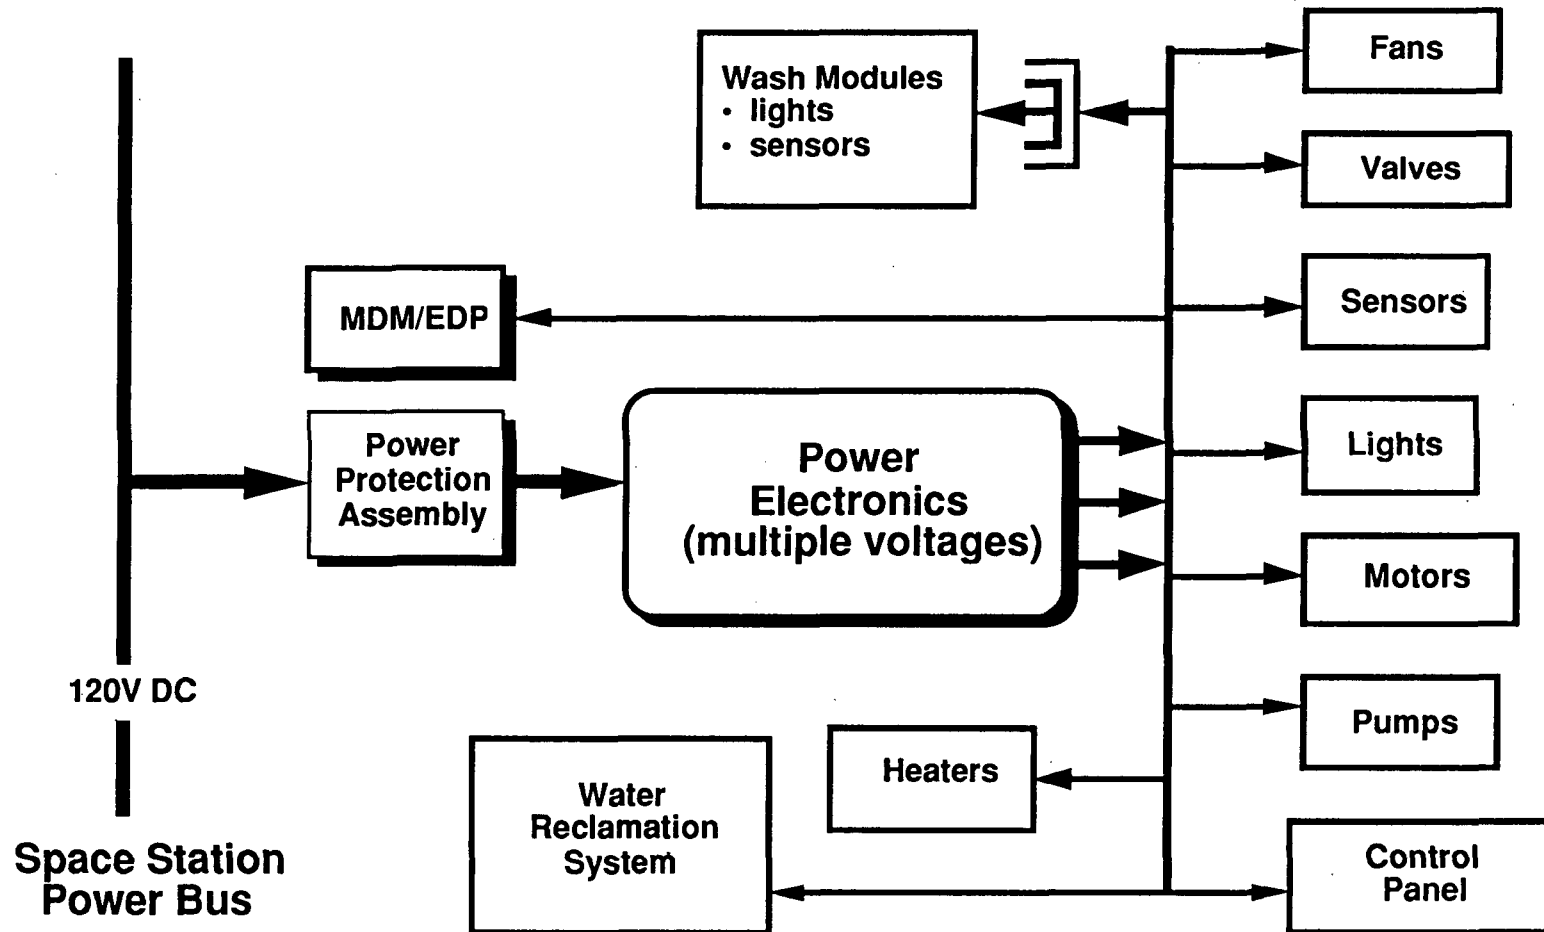 Fans
Wash Modules
• lights
• sensors
Valves
Sensors
MDM/EDP
Power
Protection
Assembly
Power
Electronics
(multiple voltages)
Lights
Motors
120V DC
Pumps
Heaters
Water
Reclamation
System
Space Station
Power Bus
Control
Panel